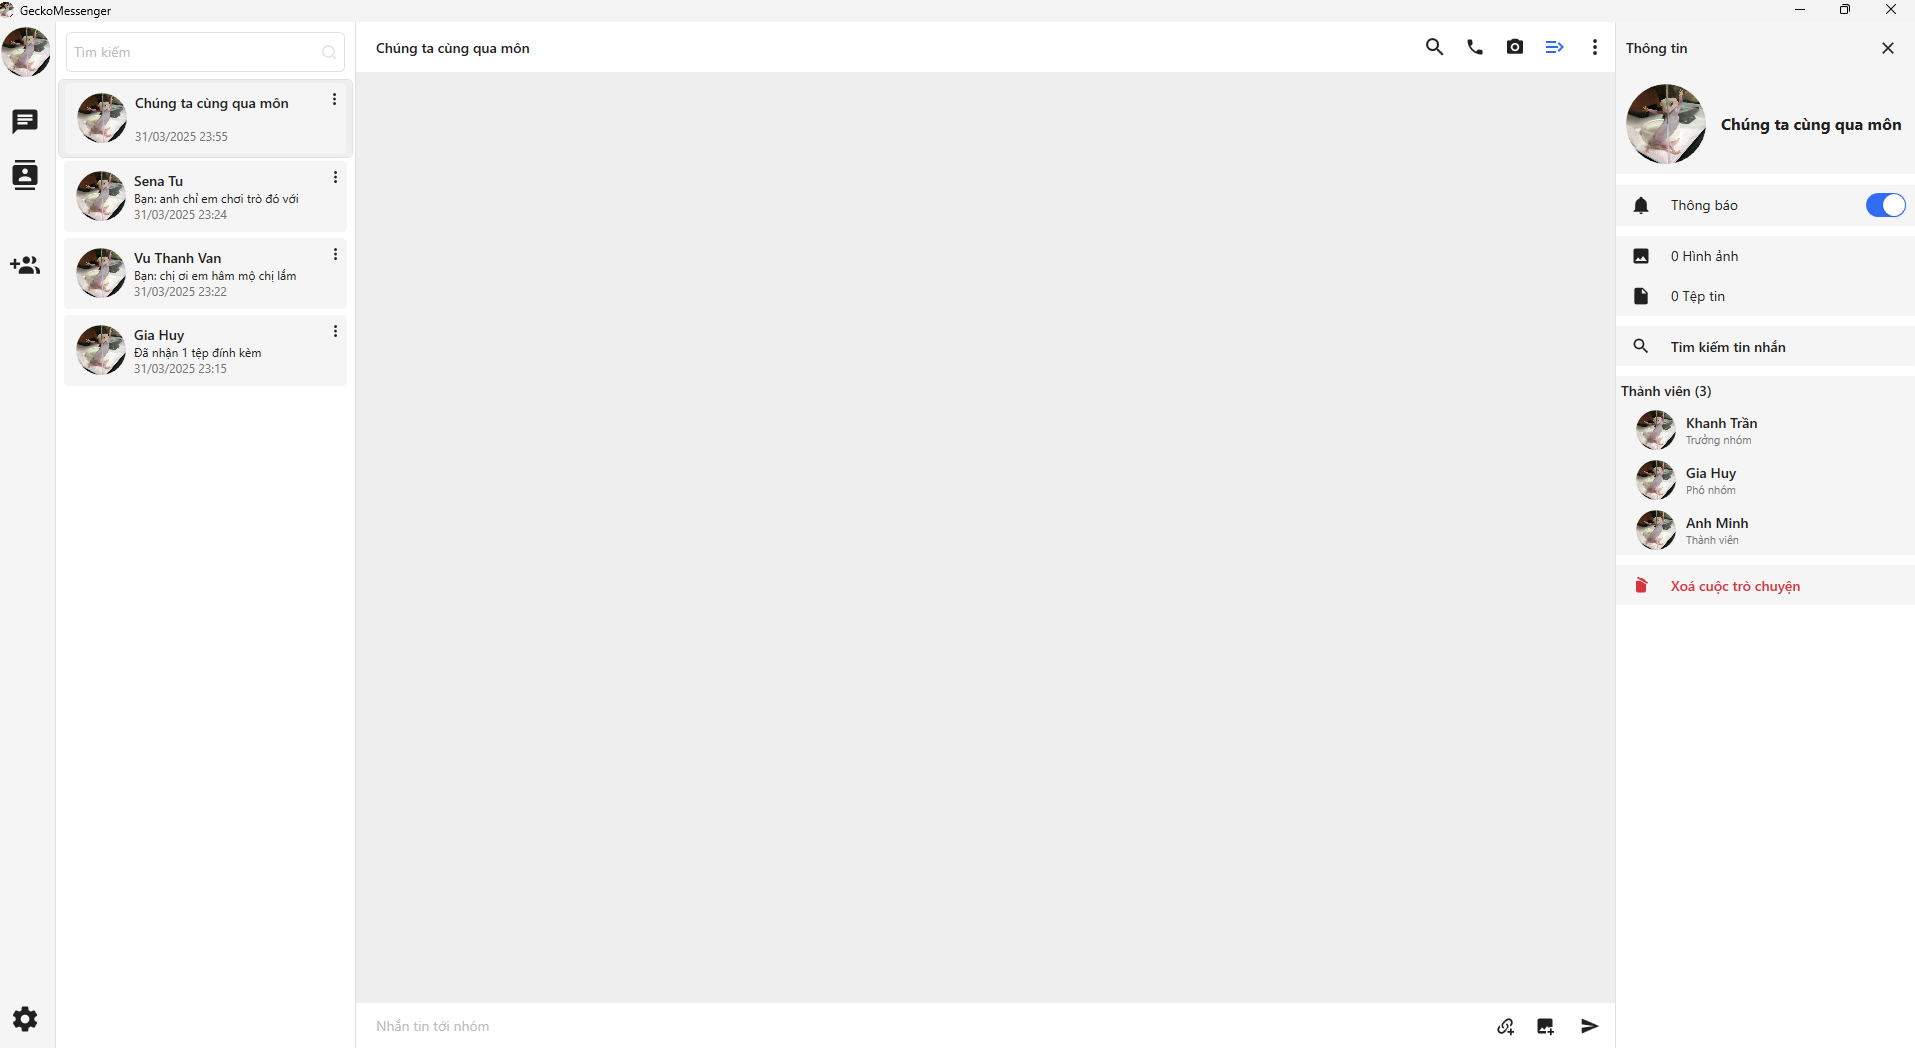 GeckoMessenger
Tìm kiếm
Chúng ta cùng qua môn
31/03/2025 23:55
Sena Tu
Bạn: anh chỉ em chơi trò đó với
31/03/2025 23:24
Vu Thanh Van
Bạn: chị ơi em hâm mộ chị lắm
31/03/2025 23:22
Gia Huy
Đã nhận 1 tệp đính kèm
31/03/2025 23:15
Chúng ta cùng qua môn
Nhắn tin tới nhóm
Thông tin
Chúng ta cùng qua môn
Thông báo
0 Hình ảnh
0 Tệp tin
Tìm kiếm tin nhắn
Thành viên (3)
Khanh Trần
Trưởng nhóm
Gia Huy
Phó nhóm
Anh Minh
Thành viên
Xoá cuộc trò chuyện